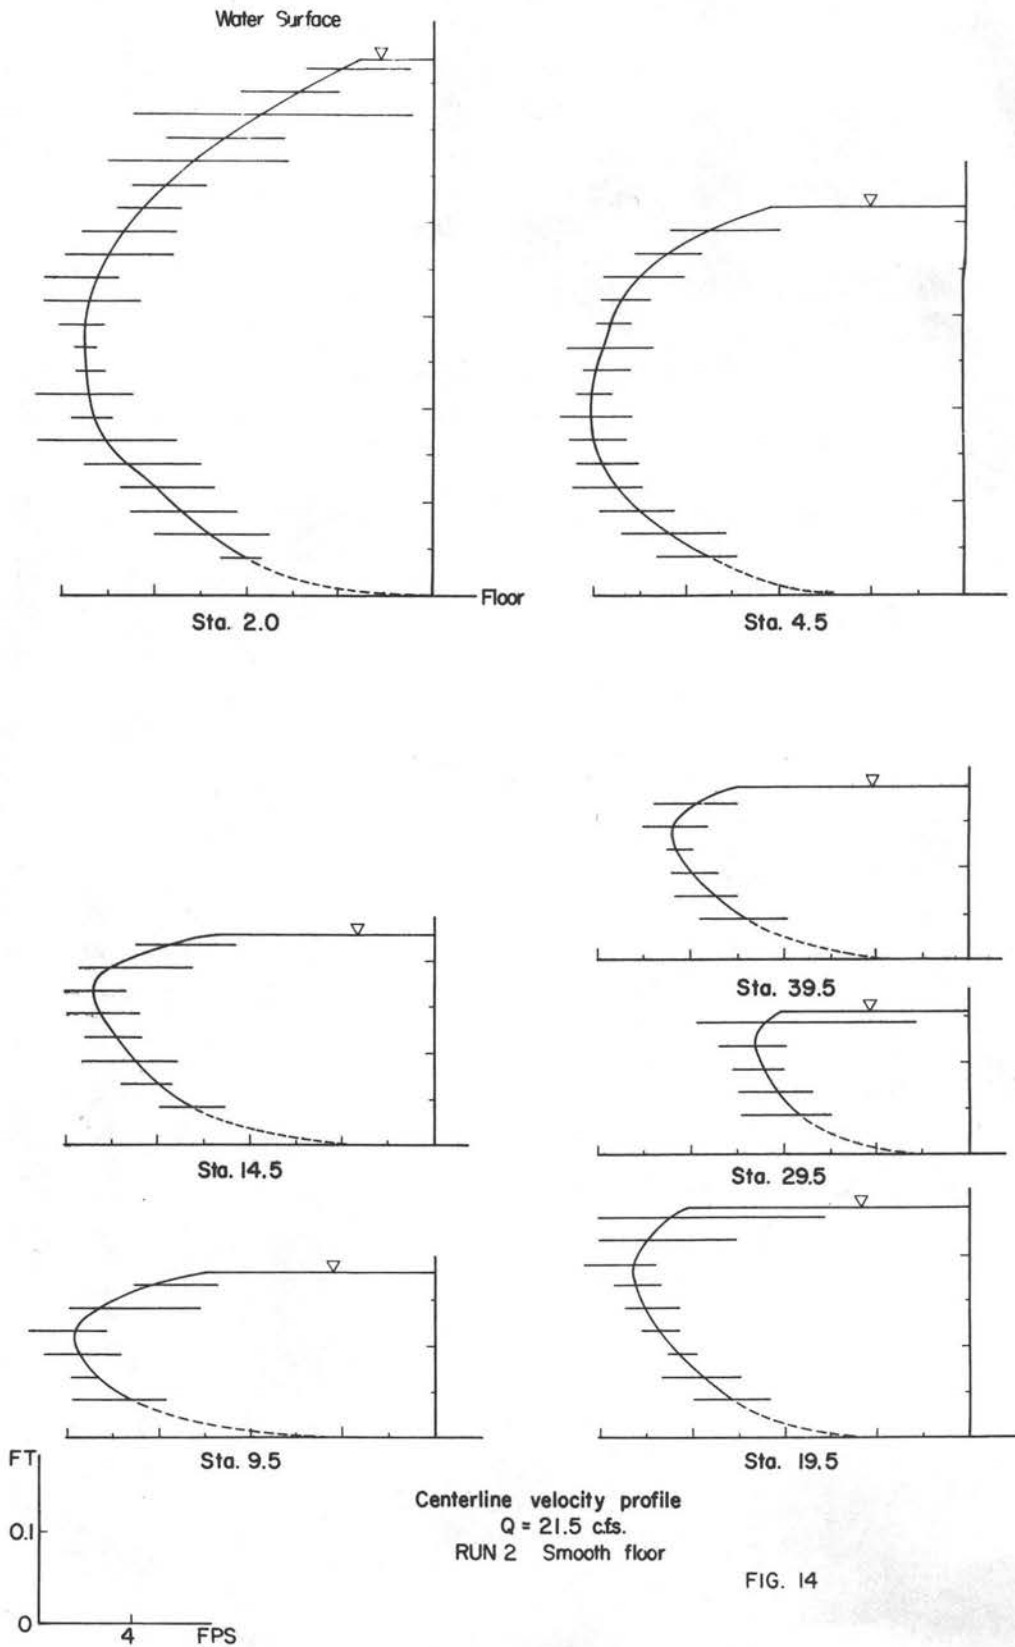 Water Surface
Floor
Sta. 2.0
Sta. 4.5
Sta. 39.5
Sta. 14.5
Sta. 29.5
Sta. 9.5
Sta. 19.5
FT
0.1
0
4 FPS
Centerline velocity profile
Q = 21.5 c.f.s.
RUN 2 Smooth floor
FIG. 14